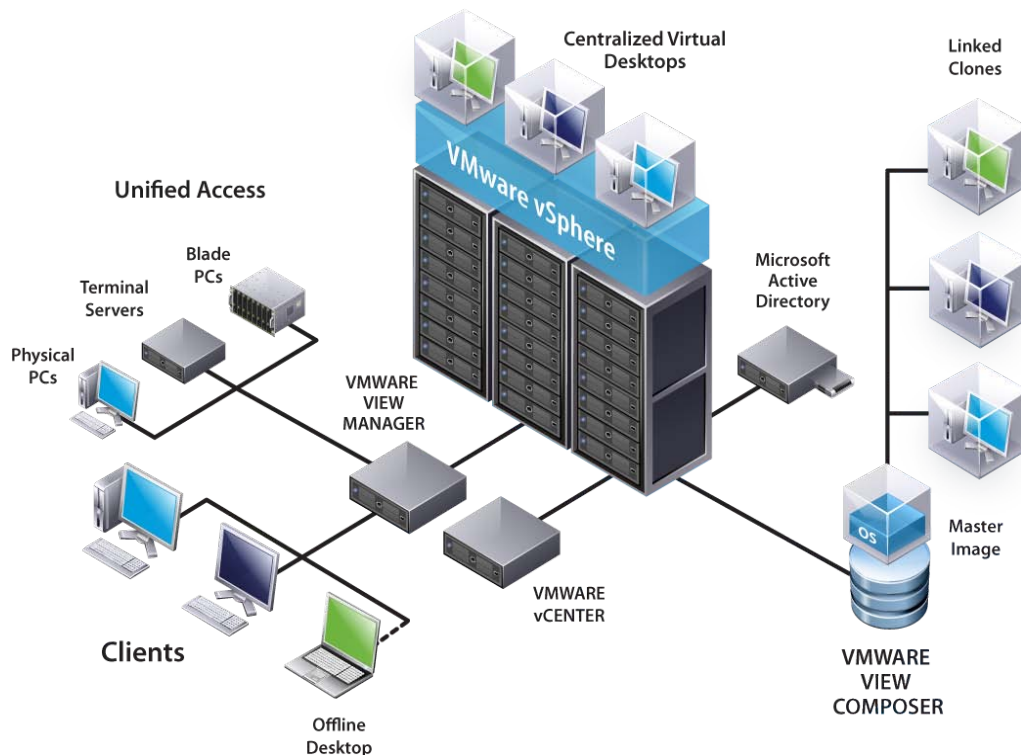 Centralized Virtual
Desktops
Linked
Clones
VMware vSphere
Unified Access
Blade
PCs
Terminal
Servers
Physical
PCs
Microsoft
Active
Directory
VMWARE
VIEW
MANAGER
OS
Master
Image
VMWARE
vCENTER
Clients
VMWARE
VIEW
COMPOSER
Offline
Desktop